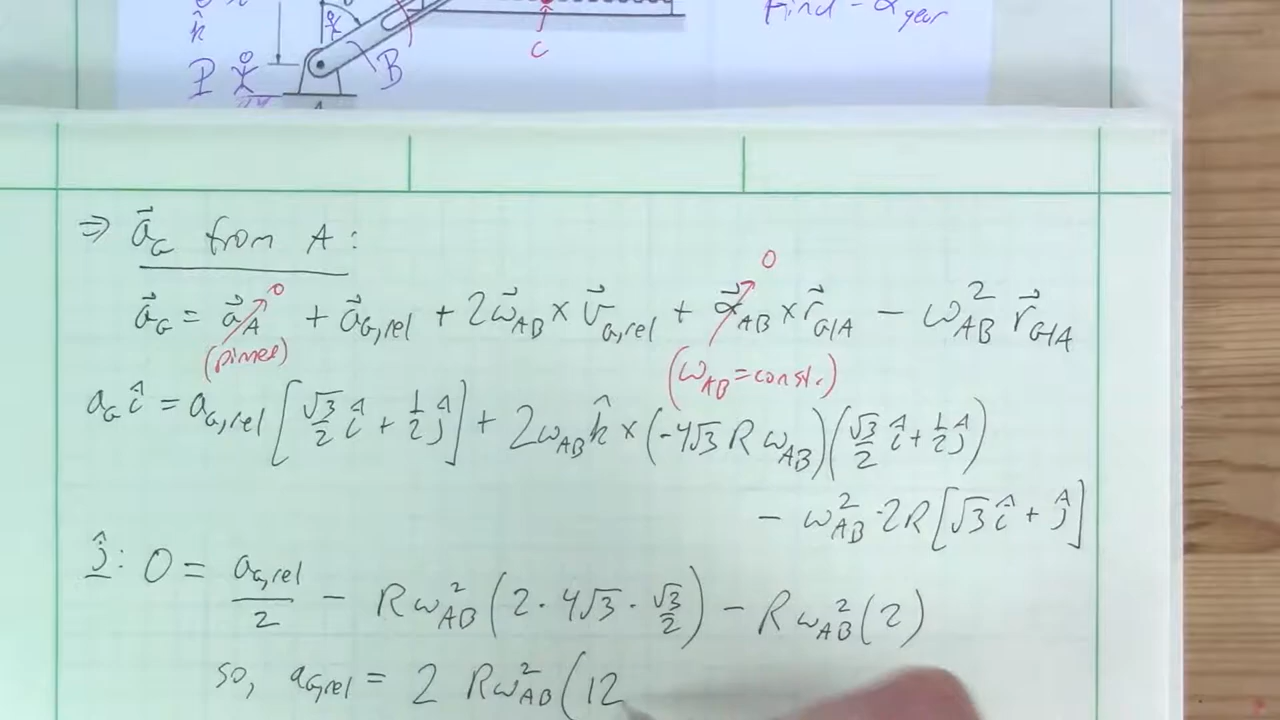 Find - α_gear
k̂
B
C
⇒ a⃗_G from A:
0 0
a⃗_G = a⃗_A + a⃗_G,rel + 2ω⃗_AB × v⃗_G,rel + α⃗_AB × r⃗_G/A − ω²_AB r⃗_G/A
(pinned) (ω_AB = const.)
a_G î = a_G,rel [√3/2 î + 1/2 ĵ] + 2ω_AB k̂ × (-4√3 R ω_AB)(√3/2 î + 1/2 ĵ)
− ω²_AB · 2R[√3 î + ĵ]
ĵ: 0 = a_G,rel/2 − Rω²_AB (2 · 4√3 · √3/2) − Rω²_AB (2)
so, a_G,rel = 2 Rω²_AB (12